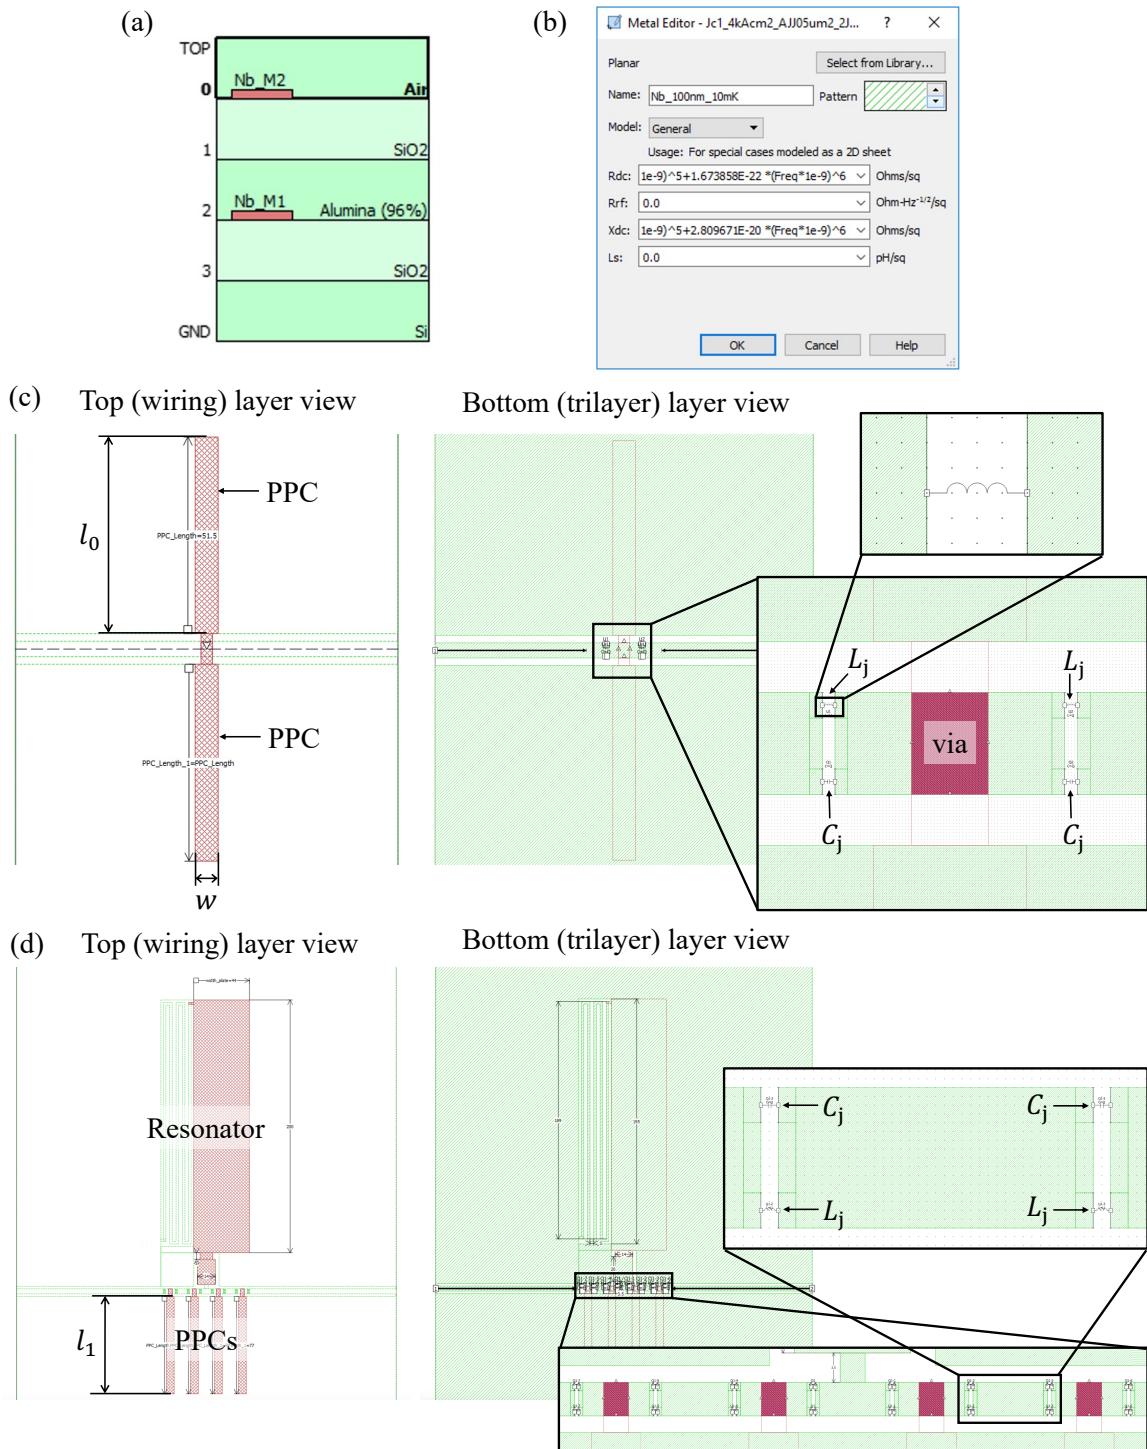 (a)
TOP
0
Nb_M2
Air
1
SiO2
2
Nb_M1
Alumina (96%)
3
SiO2
GND
Si
(b)
Metal Editor - Jc1_4kAcm2_AJJ05um2_2J...
?
Planar
Select from Library...
Name:
Nb_100nm_10mK
Pattern
Model:
General
Usage: For special cases modeled as a 2D sheet
Rdc:
1e-9)^5+1.673858E-22 *(Freq*1e-9)^6
Ohms/sq
Rrf:
0.0
Ohm-Hz^-1/2/sq
Xdc:
1e-9)^5+2.809671E-20 *(Freq*1e-9)^6
Ohms/sq
Ls:
0.0
pH/sq
OK
Cancel
Help
(c)
Top (wiring) layer view
Bottom (trilayer) layer view
l0
PPC
PPC_Length=51.5
PPC
PPC_Length_1=PPC_Length
w
Lj
Lj
via
Cj
Cj
(d)
Top (wiring) layer view
Bottom (trilayer) layer view
Resonator
l1
PPCs
Cj
Cj
Lj
Lj